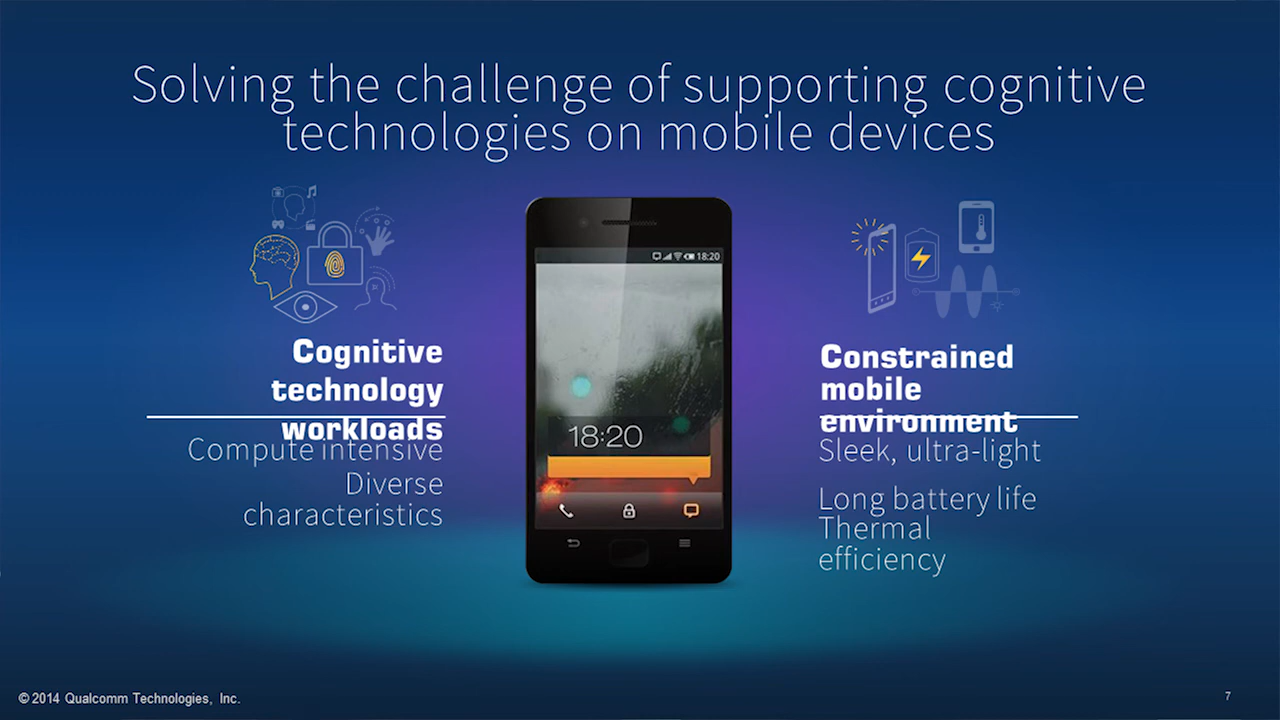 Solving the challenge of supporting cognitive
technologies on mobile devices
18:20
18:20
Cognitive
technology
workloads
Compute intensive
Diverse
characteristics
Constrained
mobile
environment
Sleek, ultra-light
Long battery life
Thermal
efficiency
© 2014 Qualcomm Technologies, Inc.
7